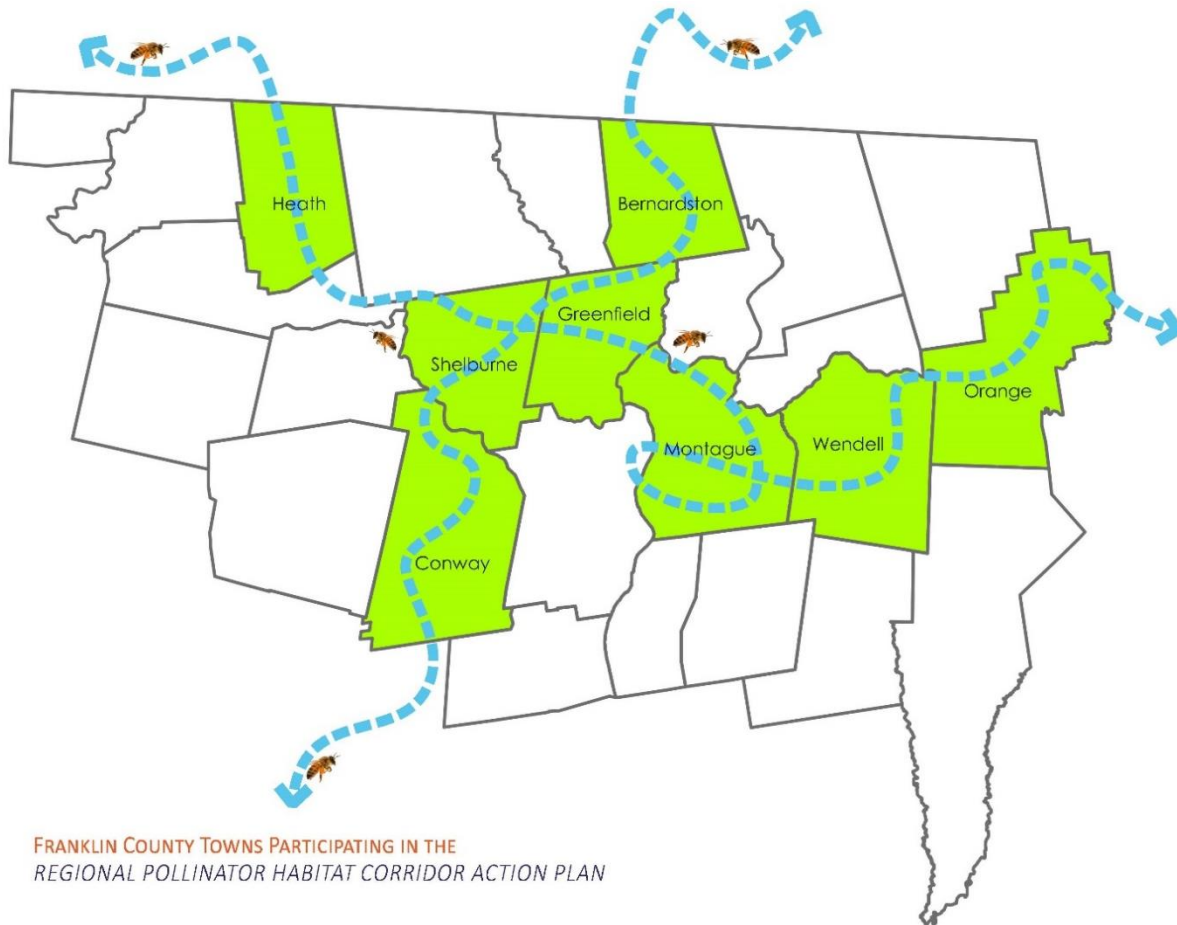 Heath
Bernardston
Greenfield
Shelburne
Orange
Montague
Wendell
Conway
FRANKLIN COUNTY TOWNS PARTICIPATING IN THE
REGIONAL POLLINATOR HABITAT CORRIDOR ACTION PLAN